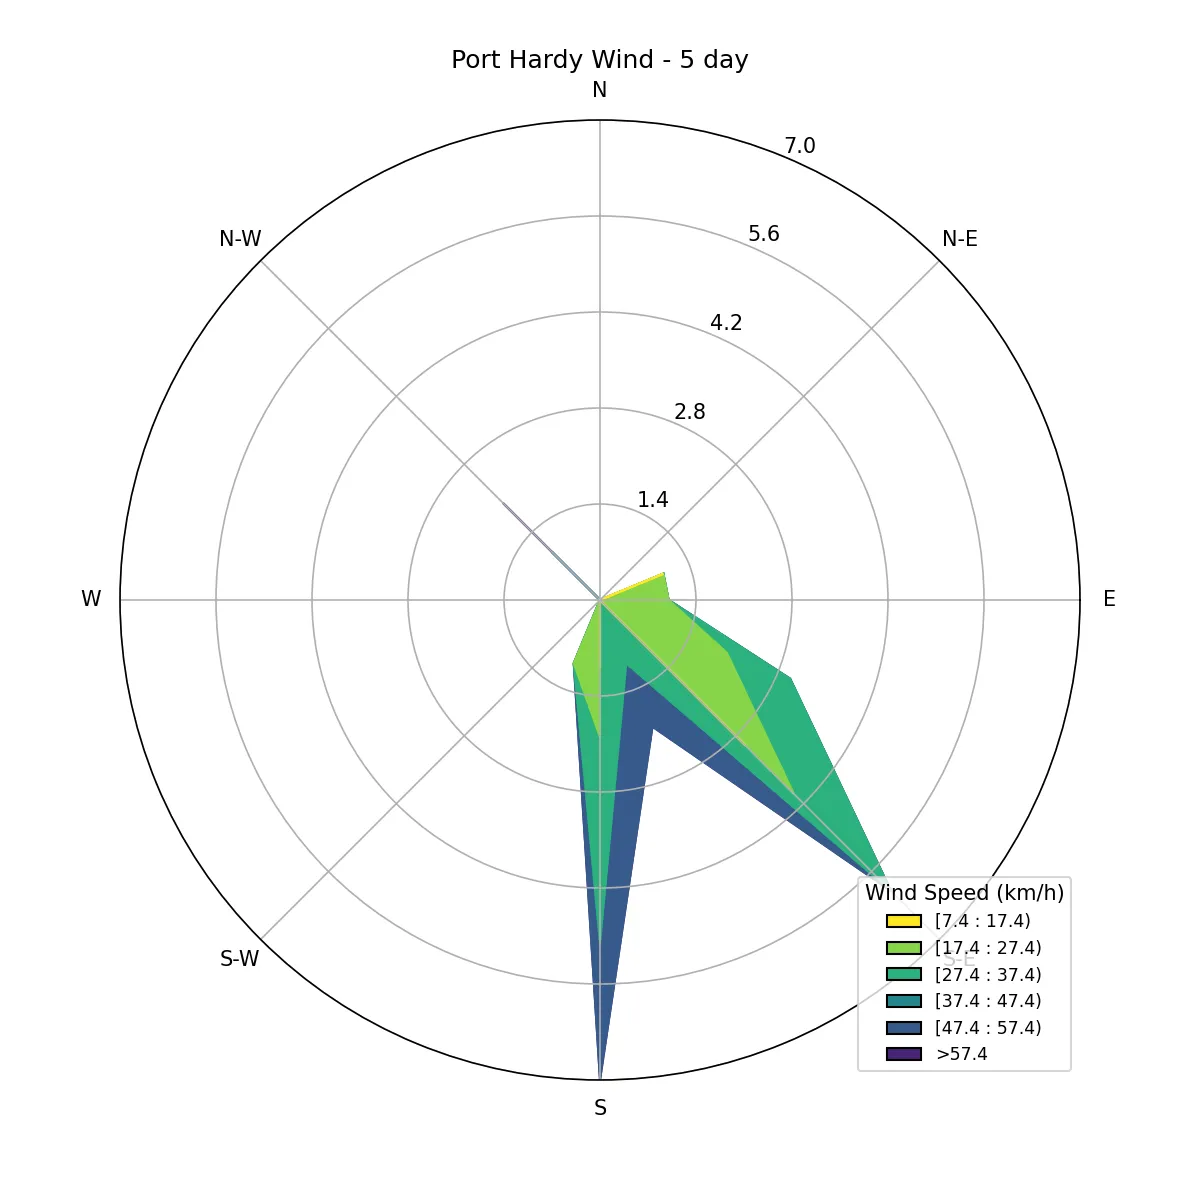 Port Hardy Wind - 5 day
N
7.0
5.6
N-W
N-E
4.2
2.8
1.4
W
E
Wind Speed (km/h)
[7.4 : 17.4)
[17.4 : 27.4)
S-W
S-E
[27.4 : 37.4)
[37.4 : 47.4)
[47.4 : 57.4)
>57.4
S